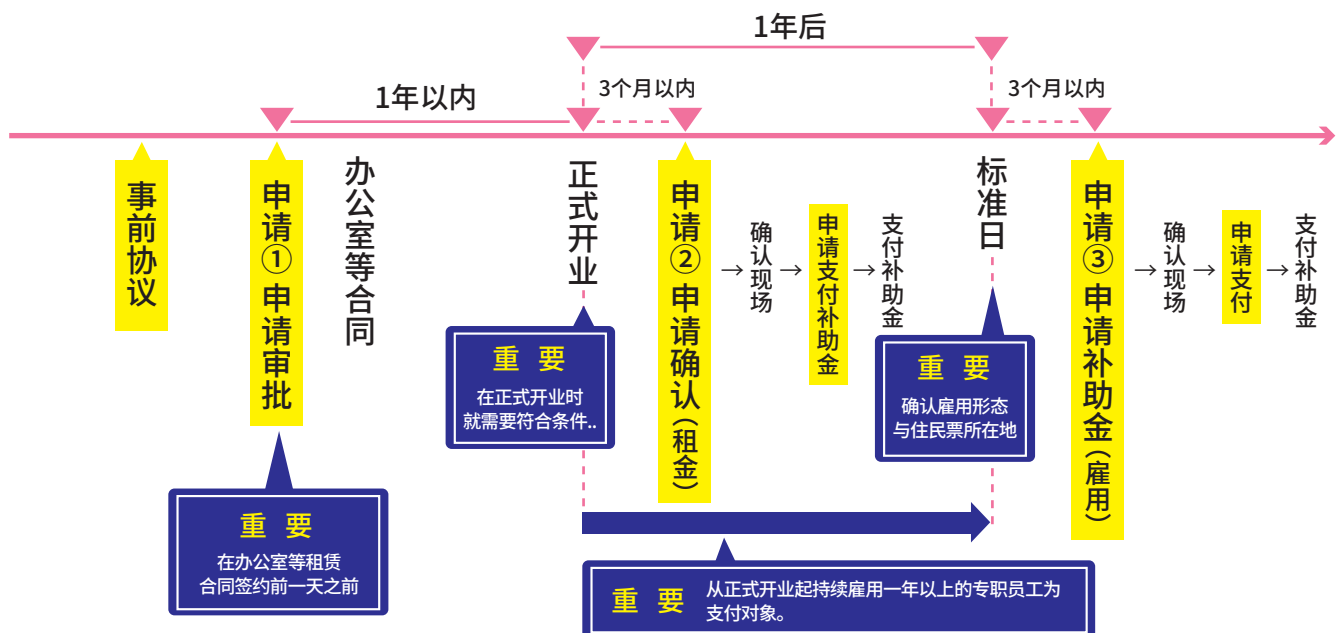 1年后
1年以内
3个月以内
3个月以内
事前协议
申请① 申请审批
办公室等合同
正式开业
申请② 申请确认（租金）
→
确认现场
→
申请支付补助金
→
支付补助金
标准日
申请③ 申请补助金（雇用）
→
确认现场
→
申请支付
→
支付补助金
重 要
在正式开业时
就需要符合条件..
重 要
确认雇用形态
与住民票所在地
重 要
在办公室等租赁
合同签约前一天之前
重 要
从正式开业起持续雇用一年以上的专职员工为
支付对象。